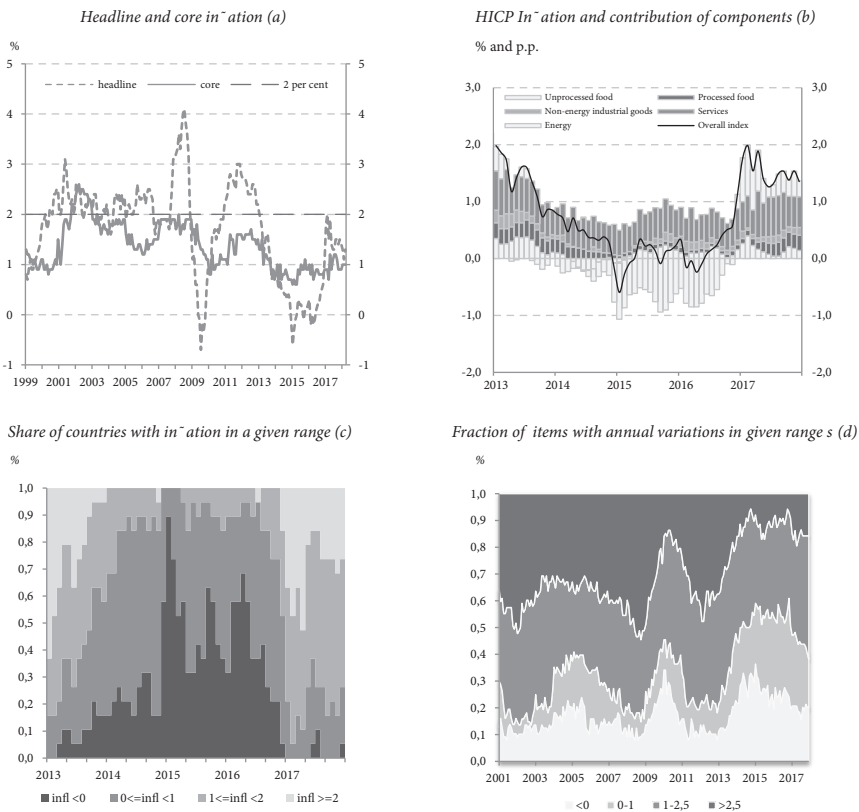 Headline and core in˜ation (a)
%
5 5
headline core 2 per cent
4 4
3 3
2 2
1 1
0 0
-1 -1
1999 2001 2003 2005 2007 2009 2011 2013 2015 2017
HICP In˜ation and contribution of components (b)
% and p.p.
3,0 3,0
Unprocessed food Processed food
Non-energy industrial goods Services
Energy Overall index
2,0 2,0
1,0 1,0
0,0 0,0
-1,0 -1,0
-2,0 -2,0
2013 2014 2015 2016 2017
Share of countries with in˜ation in a given range (c)
%
1,0
0,9
0,8
0,7
0,6
0,5
0,4
0,3
0,2
0,1
0,0
2013 2014 2015 2016 2017
infl <0 0<=infl <1 1<=infl <2 infl >=2
Fraction of items with annual variations in given range s (d)
%
1,0
0,9
0,8
0,7
0,6
0,5
0,4
0,3
0,2
0,1
0,0
2001 2003 2005 2007 2009 2011 2013 2015 2017
<0 0-1 1-2,5 >2,5